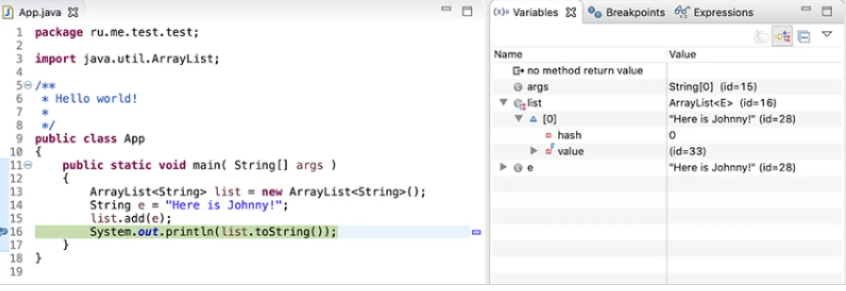 App.java
1 package ru.me.test.test;
2
3 import java.util.ArrayList;
4
5 /**
6  * Hello world!
7  *
8  */
9 public class App
10 {
11     public static void main( String[] args )
12     {
13         ArrayList<String> list = new ArrayList<String>();
14         String e = "Here is Johnny!";
15         list.add(e);
16         System.out.println(list.toString());
17     }
18 }
19
(x)= Variables Breakpoints Expressions
Name Value
no method return value
args String[0] (id=15)
list ArrayList<E> (id=16)
[0] "Here is Johnny!" (id=28)
hash 0
value (id=33)
e "Here is Johnny!" (id=28)